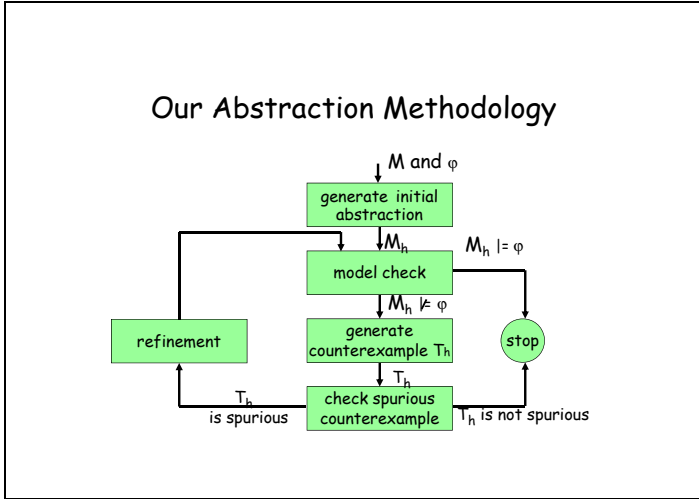 Our Abstraction Methodology
M and φ
generate initial
abstraction
Mₕ
Mₕ |= φ
model check
Mₕ ⊭ φ
generate
counterexample Tₕ
refinement
stop
Tₕ
Tₕ
is spurious
check spurious
counterexample
Tₕ is not spurious